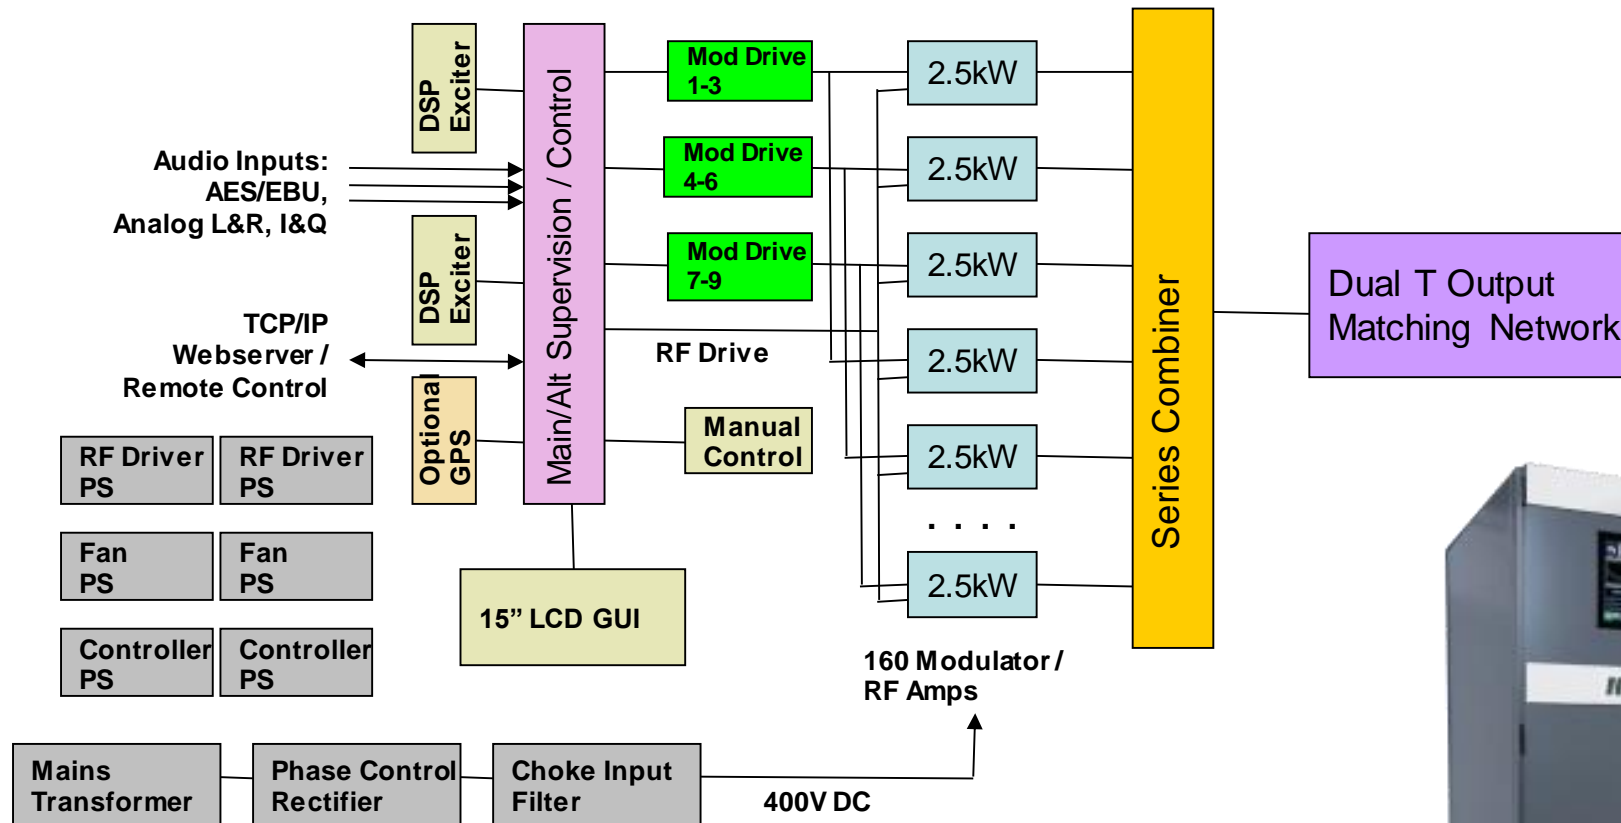 DSP
Exciter
Audio Inputs:
AES/EBU,
Analog L&R, I&Q
DSP
Exciter
TCP/IP
Webserver /
Remote Control
Optional
GPS
Main/Alt Supervision / Control
Mod Drive
1-3
Mod Drive
4-6
Mod Drive
7-9
RF Drive
Manual
Control
2.5kW
2.5kW
2.5kW
2.5kW
2.5kW
. . . .
2.5kW
Series Combiner
Dual T Output
Matching Network
RF Driver
PS
RF Driver
PS
Fan
PS
Fan
PS
Controller
PS
Controller
PS
15” LCD GUI
160 Modulator /
RF Amps
Mains
Transformer
Phase Control
Rectifier
Choke Input
Filter
400V DC